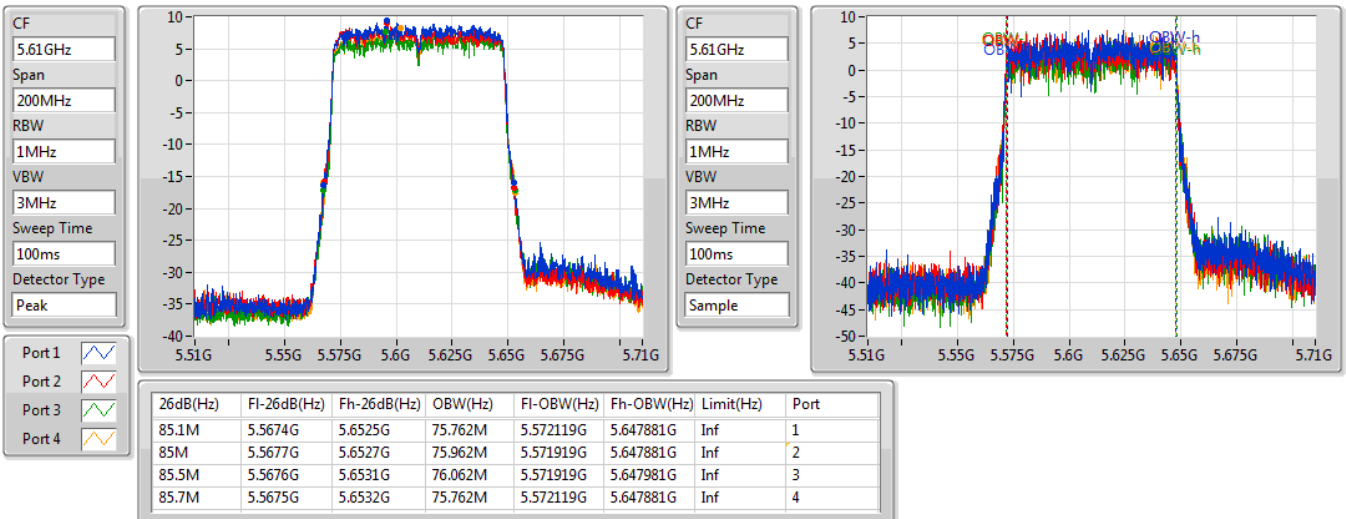 CF
5.61GHz
Span
200MHz
RBW
1MHz
VBW
3MHz
Sweep Time
100ms
Detector Type
Peak
10
5
0
-5
-10
-15
-20
-25
-30
-35
-40
5.51G 5.55G 5.575G 5.6G 5.625G 5.65G 5.675G 5.71G
CF
5.61GHz
Span
200MHz
RBW
1MHz
VBW
3MHz
Sweep Time
100ms
Detector Type
Sample
10
5
0
-5
-10
-15
-20
-25
-30
-35
-40
-45
-50
OBW-h
OBW-h
5.51G 5.55G 5.575G 5.6G 5.625G 5.65G 5.675G 5.71G
Port 1
Port 2
Port 3
Port 4
26dB(Hz) Fl-26dB(Hz) Fh-26dB(Hz) OBW(Hz) Fl-OBW(Hz) Fh-OBW(Hz) Limit(Hz) Port
85.1M 5.5674G 5.6525G 75.762M 5.572119G 5.647881G Inf 1
85M 5.5677G 5.6527G 75.962M 5.571919G 5.647881G Inf 2
85.5M 5.5676G 5.6531G 76.062M 5.571919G 5.647981G Inf 3
85.7M 5.5675G 5.6532G 75.762M 5.572119G 5.647881G Inf 4